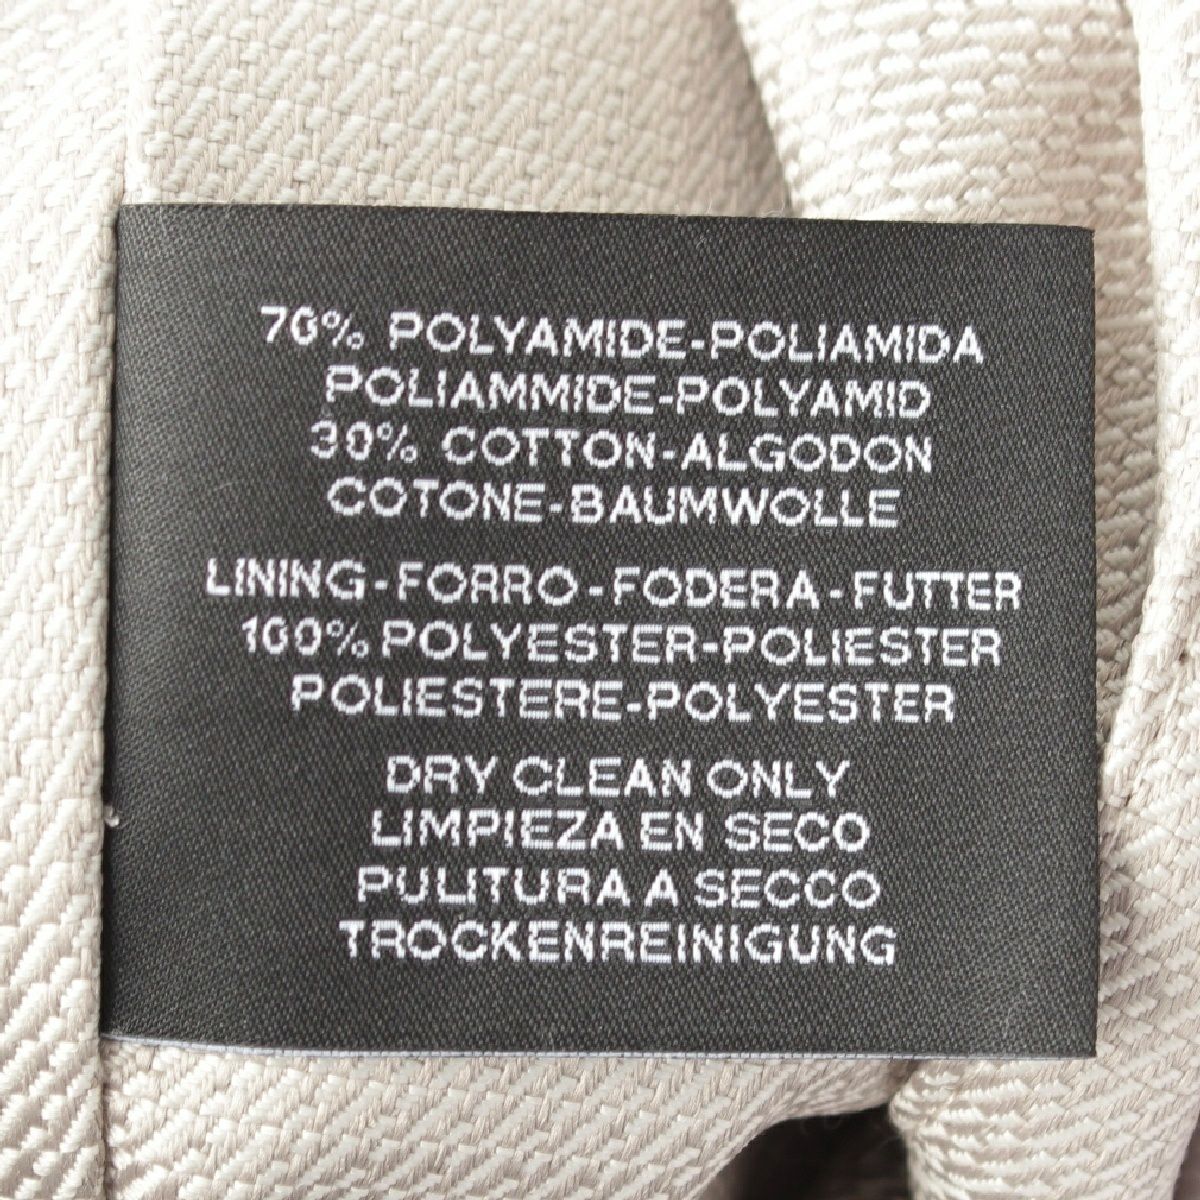 70% POLYAMIDE-POLIAMIDA
POLIAMMIDE-POLYAMID
30% COTTON-ALGODON
COTONE-BAUMWOLLE
LINING-FORRO-FODERA-FUTTER
100% POLYESTER-POLIESTER
POLIESTERE-POLYESTER
DRY CLEAN ONLY
LIMPIEZA EN SECO
PULITURA A SECCO
TROCKENREINIGUNG